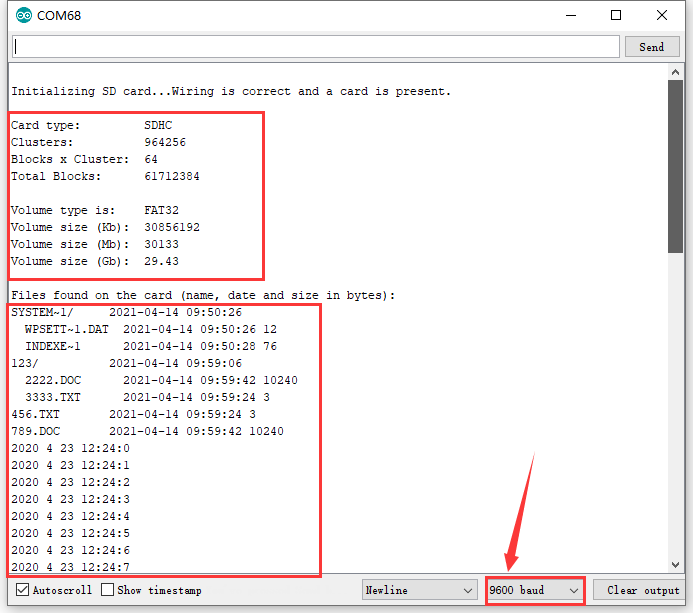 COM68
Send
Initializing SD card...Wiring is correct and a card is present.
Card type: SDHC
Clusters: 964256
Blocks x Cluster: 64
Total Blocks: 61712384
Volume type is: FAT32
Volume size (Kb): 30856192
Volume size (Mb): 30133
Volume size (Gb): 29.43
Files found on the card (name, date and size in bytes):
SYSTEM~1/ 2021-04-14 09:50:26
WPSETT~1.DAT 2021-04-14 09:50:26 12
INDEXE~1 2021-04-14 09:50:28 76
123/ 2021-04-14 09:59:06
2222.DOC 2021-04-14 09:59:42 10240
3333.TXT 2021-04-14 09:59:24 3
456.TXT 2021-04-14 09:59:24 3
789.DOC 2021-04-14 09:59:42 10240
2020 4 23 12:24:0
2020 4 23 12:24:1
2020 4 23 12:24:2
2020 4 23 12:24:3
2020 4 23 12:24:4
2020 4 23 12:24:5
2020 4 23 12:24:6
2020 4 23 12:24:7
Autoscroll Show timestamp Newline 9600 baud Clear output